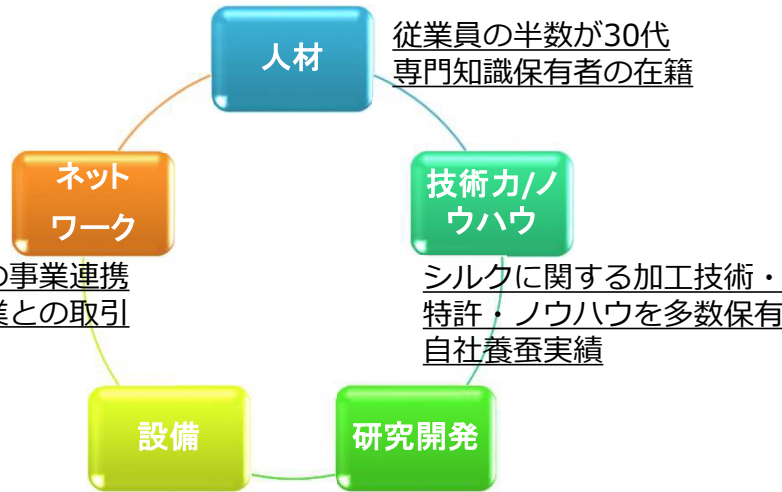 人材
従業員の半数が30代
専門知識保有者の在籍
ネット
ワーク
技術力/ノ
ウハウ
の事業連携
業との取引
シルクに関する加工技術・
特許・ノウハウを多数保有
自社養蚕実績
設備
研究開発